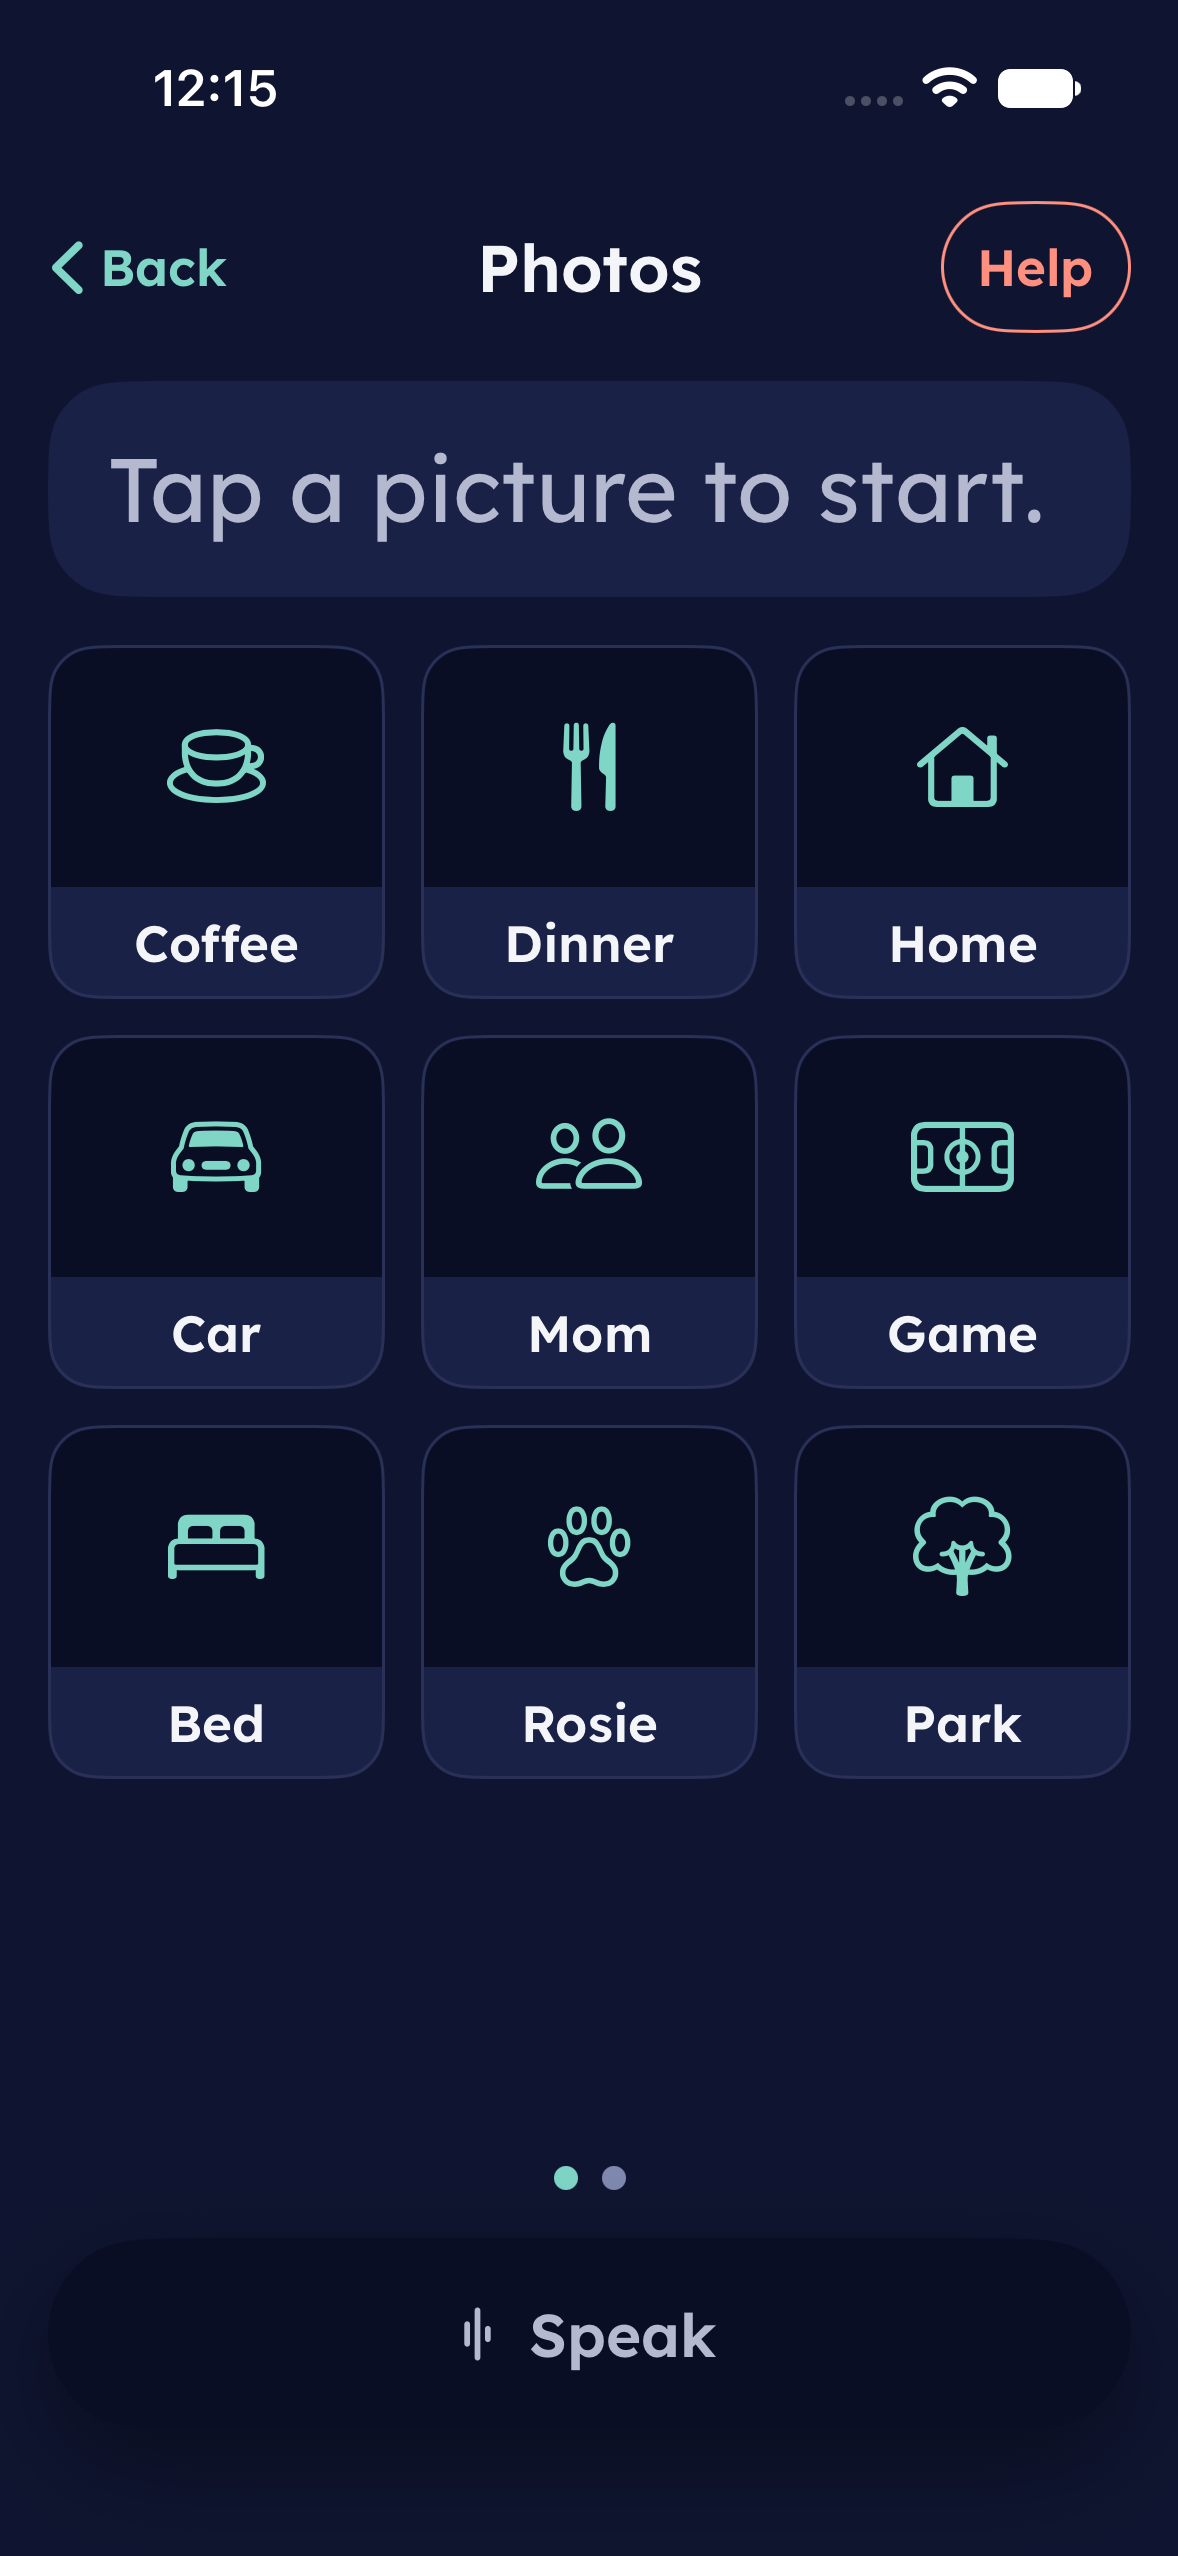 12:15
Back
Photos
Help
Tap a picture to start.
Coffee
Dinner
Home
Car
Mom
Game
Bed
Rosie
Park
Speak